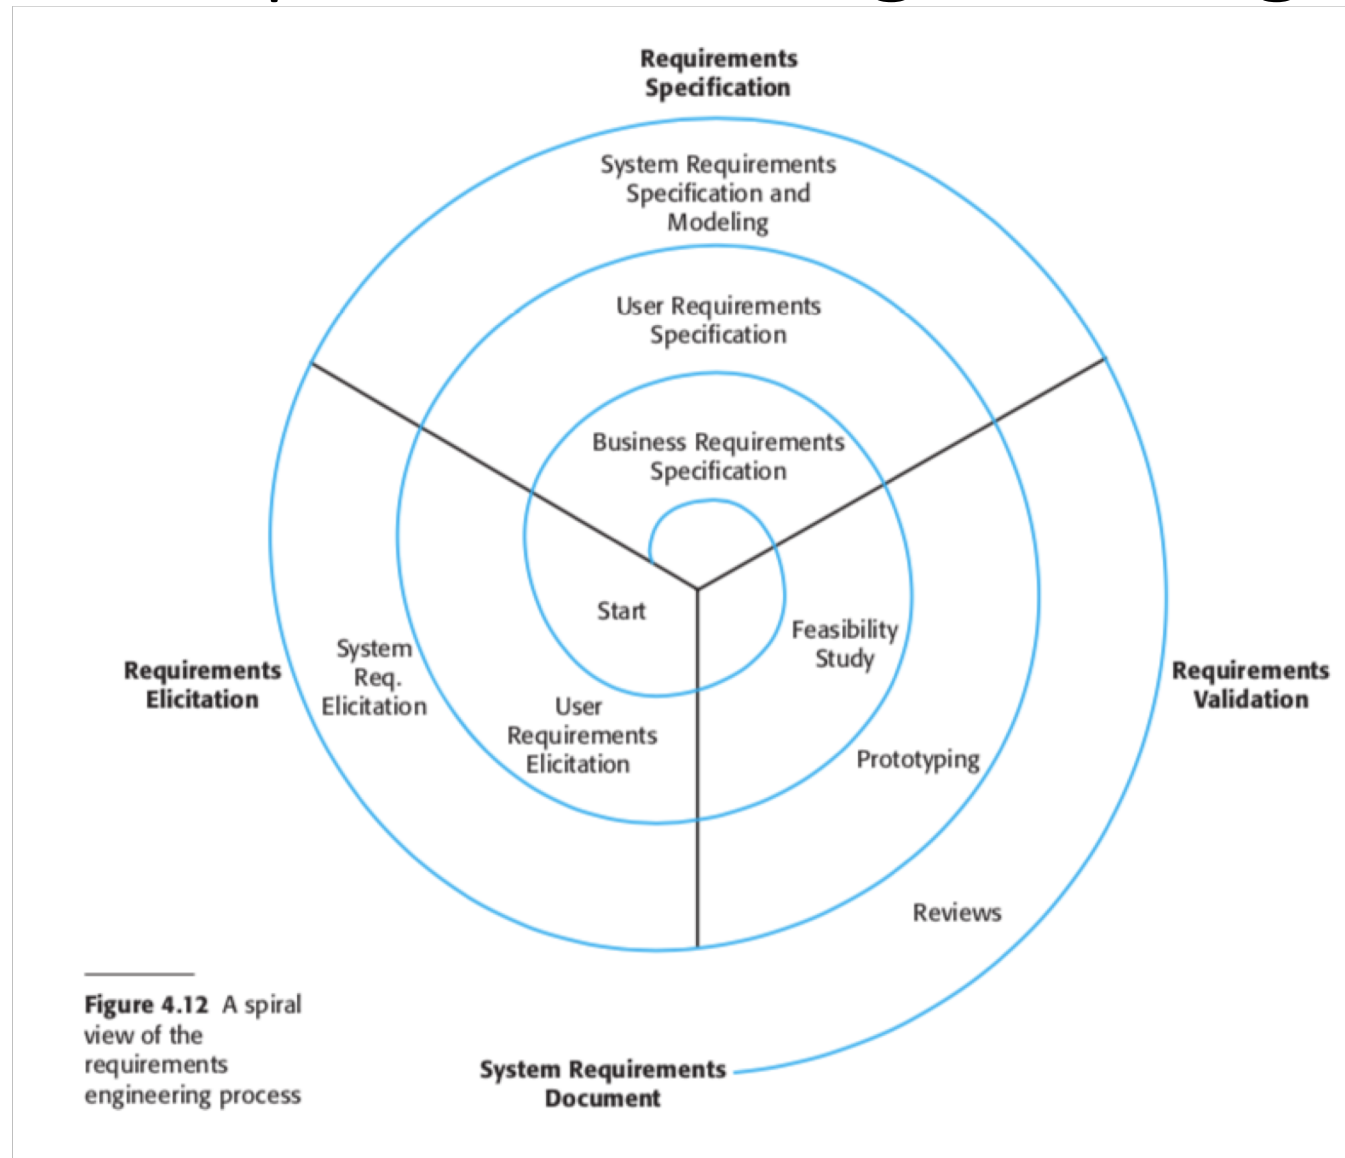 Requirements
Specification
System Requirements
Specification and
Modeling
User Requirements
Specification
Business Requirements
Specification
Start
Feasibility
Study
System
Req.
Elicitation
Requirements
Elicitation
Requirements
Validation
User
Requirements
Elicitation
Prototyping
Reviews
Figure 4.12 A spiral
view of the
requirements
engineering process
System Requirements
Document